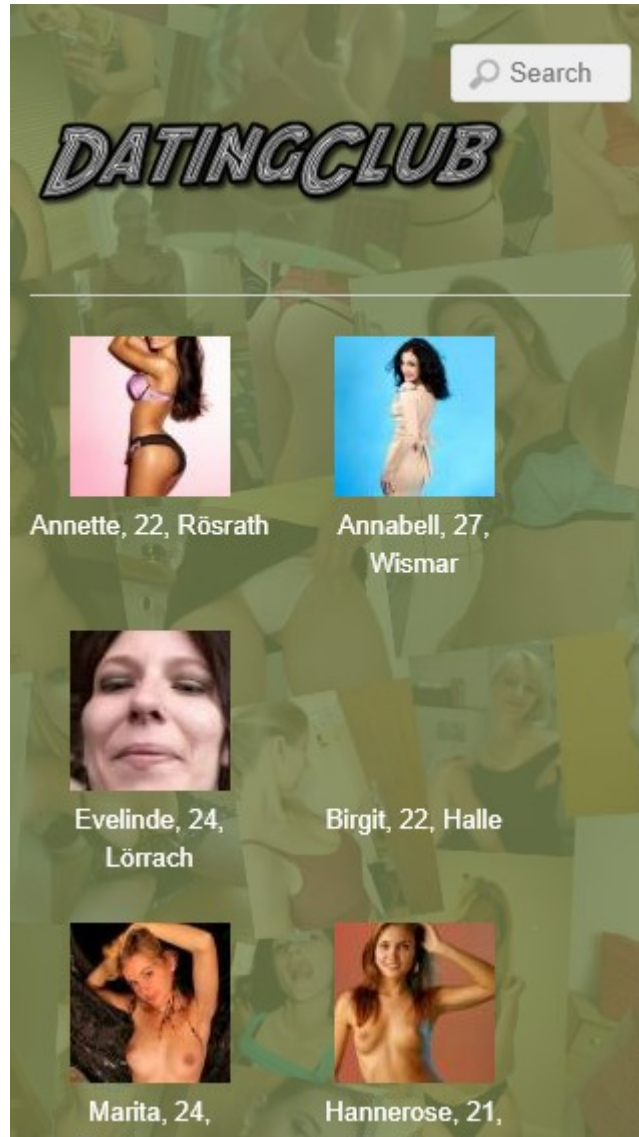 Search
DATINGCLUB
Annette, 22, Rösrath
Annabell, 27,
Wismar
Evelinde, 24,
Lörrach
Birgit, 22, Halle
Marita, 24,
Hannerose, 21,